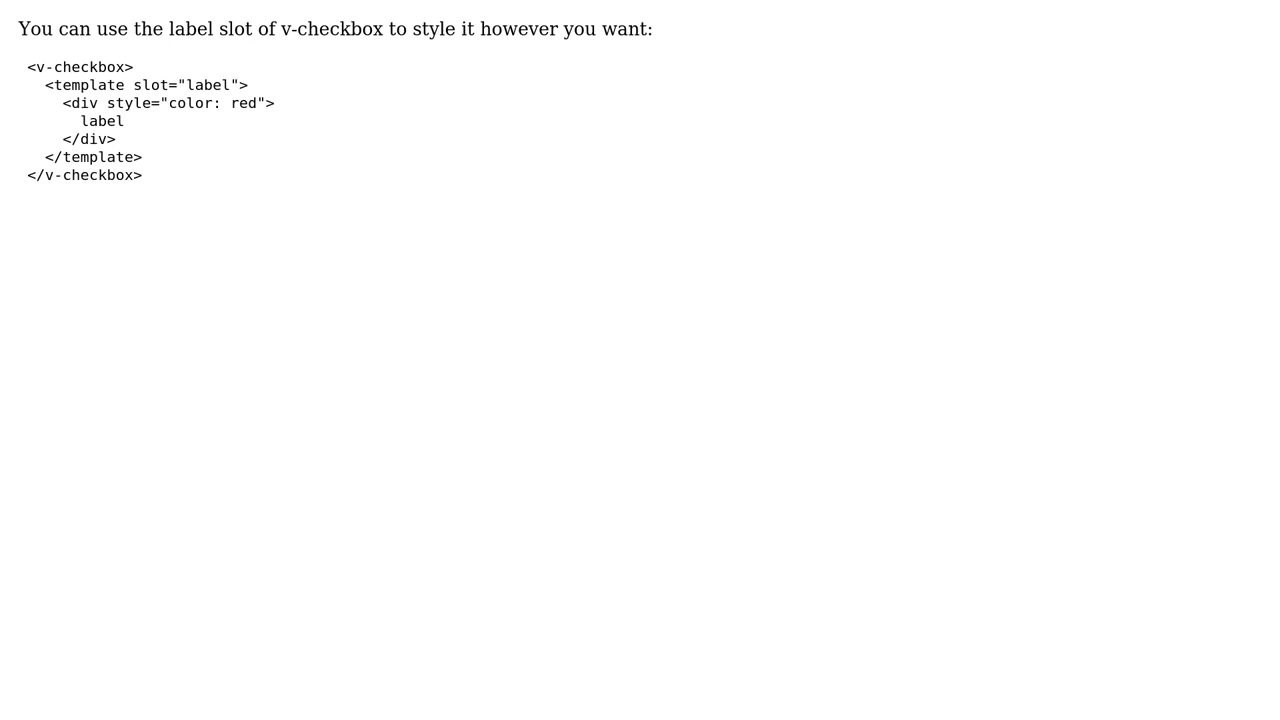 You can use the label slot of v-checkbox to style it however you want:
<v-checkbox>
  <template slot="label">
    <div style="color: red">
      label
    </div>
  </template>
</v-checkbox>